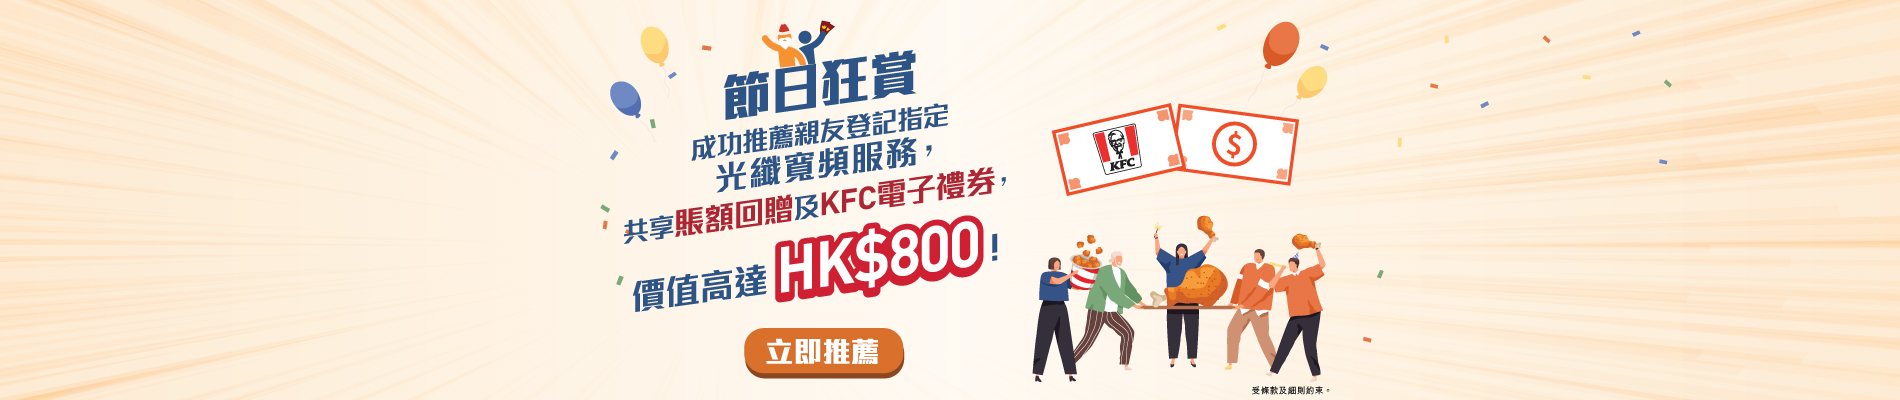 節日狂賞
成功推薦親友登記指定
光纖寬頻服務，
共享賬額回贈及KFC電子禮券，
價值高達 HK$800！
立即推薦
KFC
$
受條款及細則約束。